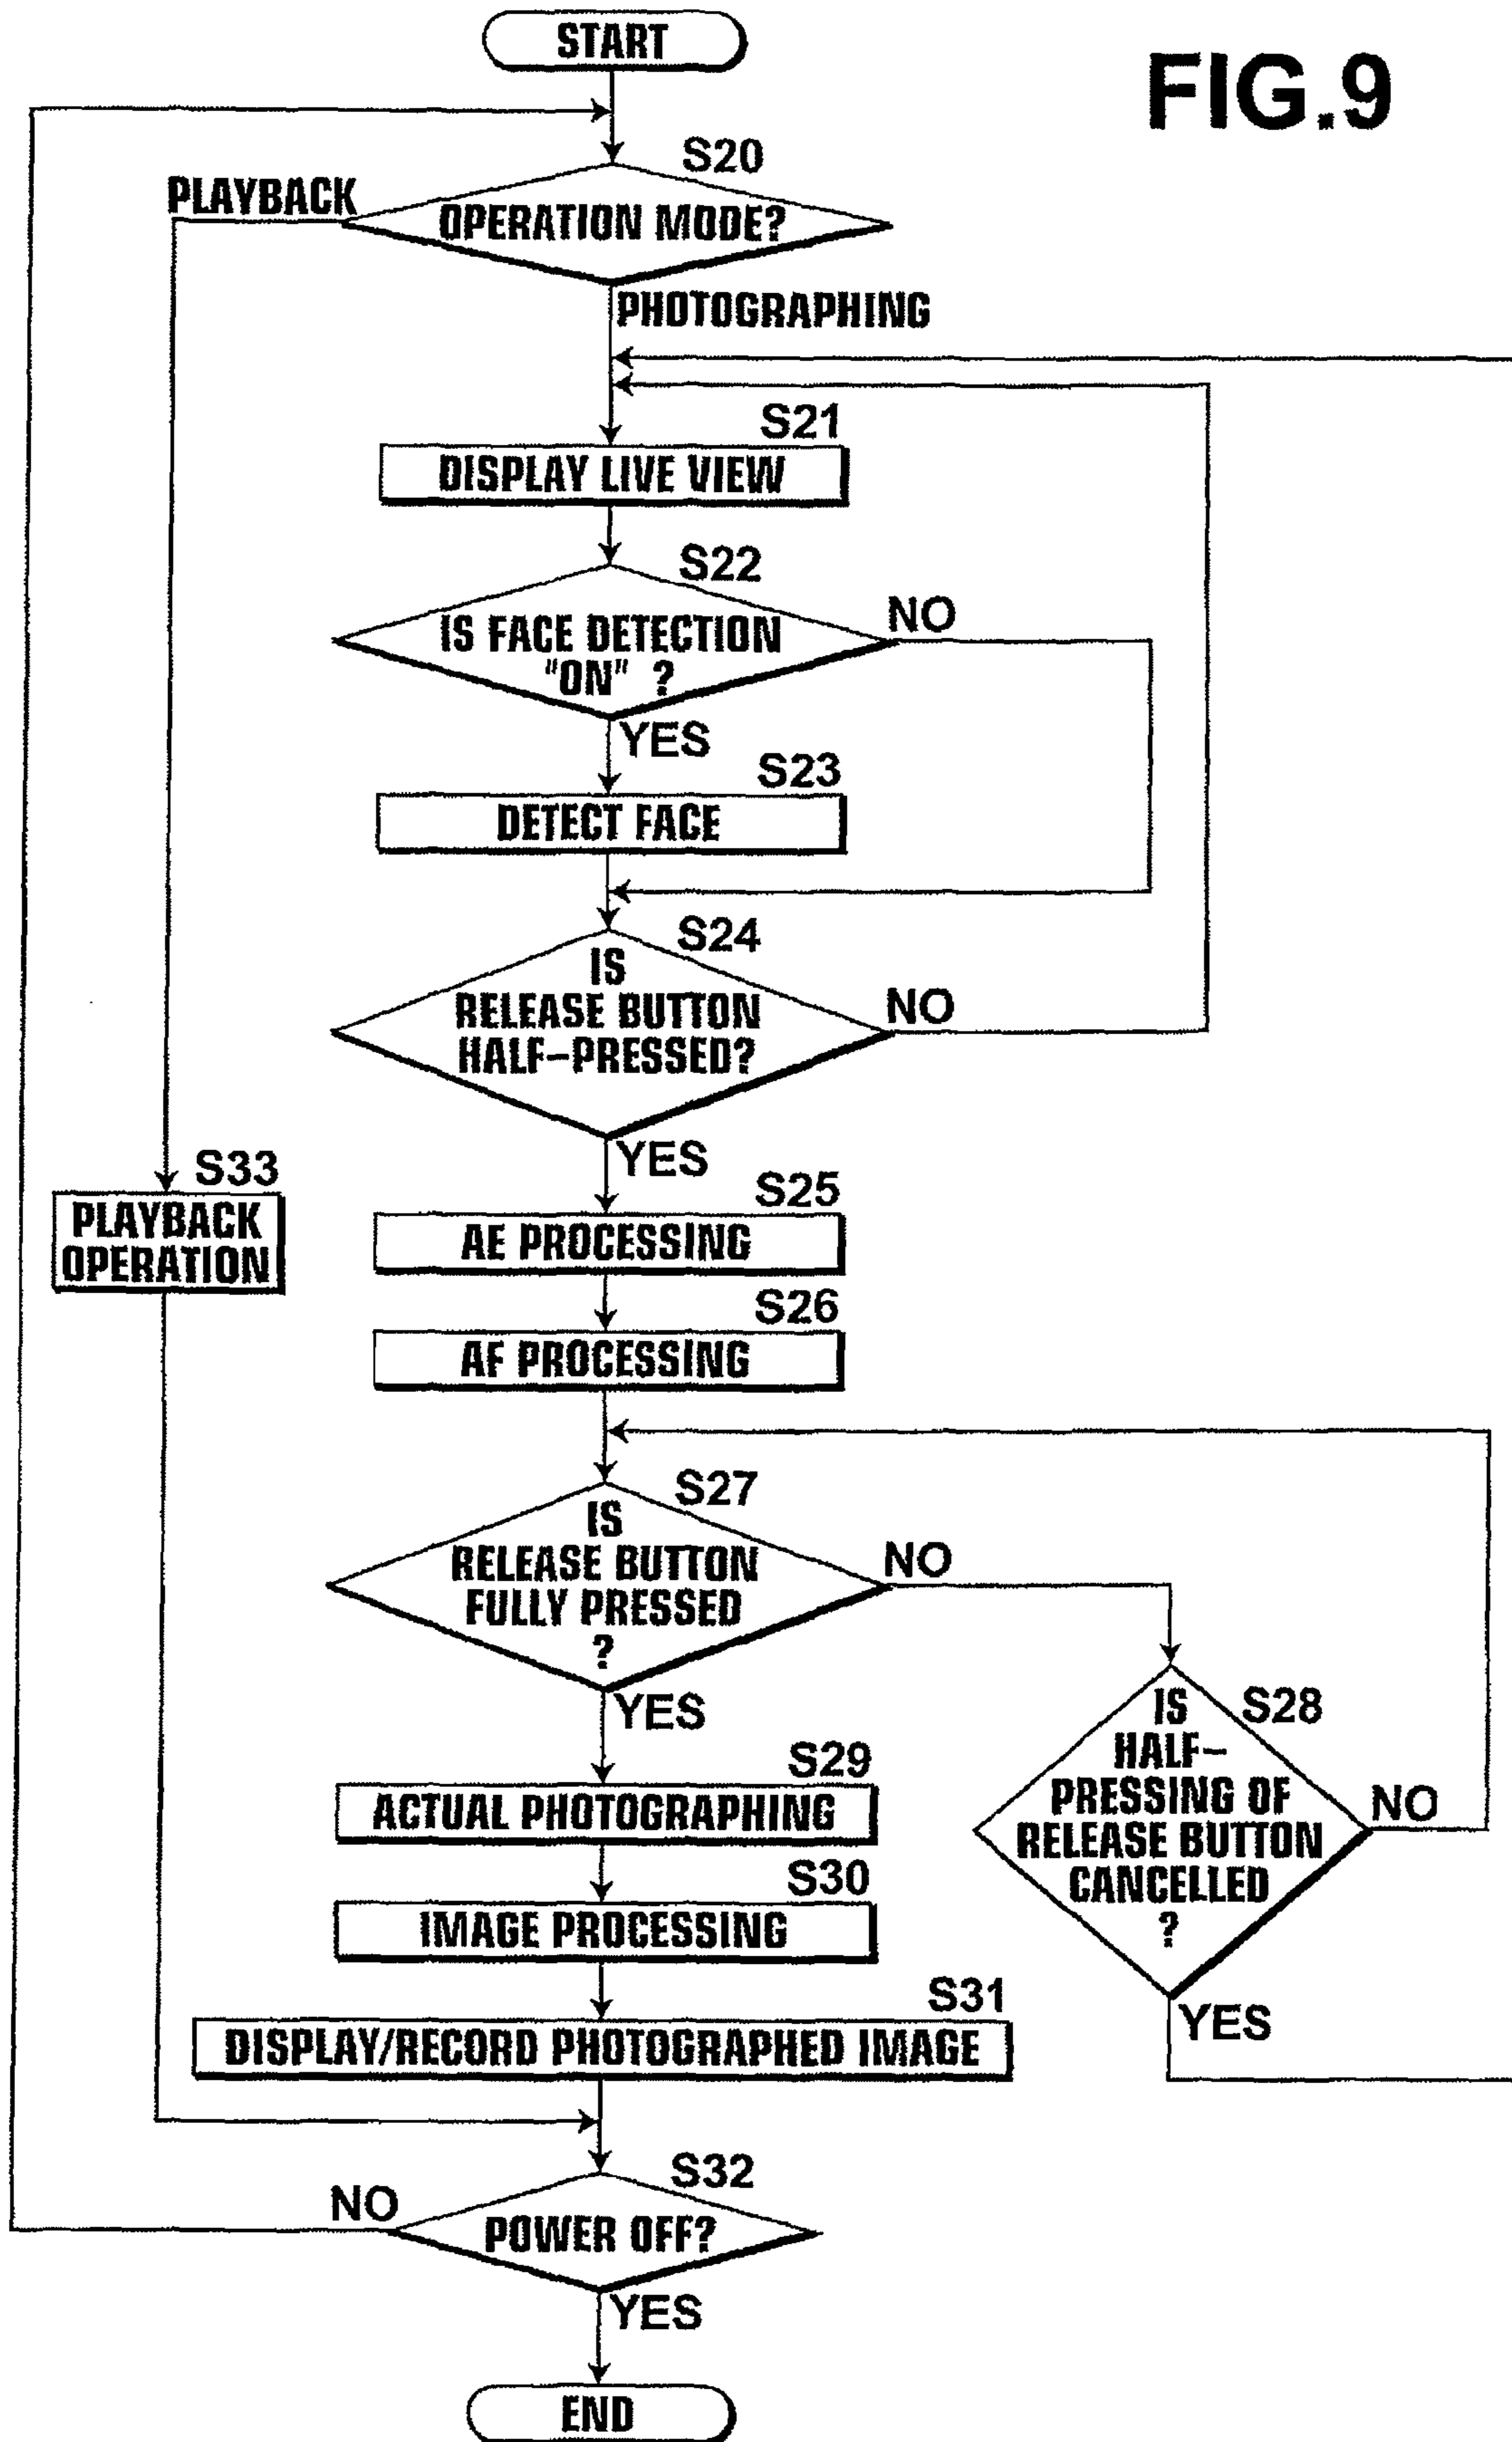 START
FIG.9
S20
PLAYBACK
OPERATION MODE?
PHOTOGRAPHING
S21
DISPLAY LIVE VIEW
S22
NO
IS FACE DETECTION
"ON" ?
YES
S23
DETECT FACE
S24
IS
RELEASE BUTTON
HALF-PRESSED?
NO
YES
S33
PLAYBACK
OPERATION
S25
AE PROCESSING
S26
AF PROCESSING
S27
IS
RELEASE BUTTON
FULLY PRESSED
?
NO
YES
S28
IS
HALF-
PRESSING OF
RELEASE BUTTON
CANCELLED
?
NO
YES
S29
ACTUAL PHOTOGRAPHING
S30
IMAGE PROCESSING
S31
DISPLAY/RECORD PHOTOGRAPHED IMAGE
S32
NO
POWER OFF?
YES
END